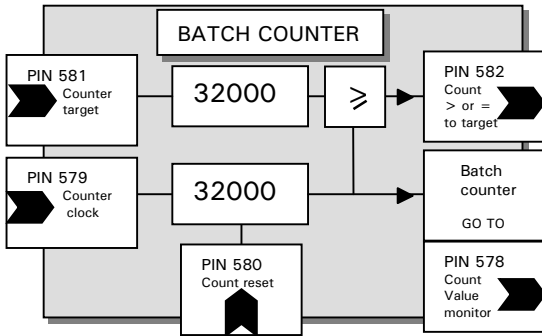 BATCH COUNTER
PIN 581
Counter
target
32000
≥
PIN 582
Count
> or =
to target
PIN 579
Counter
clock
32000
Batch
counter
GO TO
PIN 580
Count reset
PIN 578
Count
Value
monitor